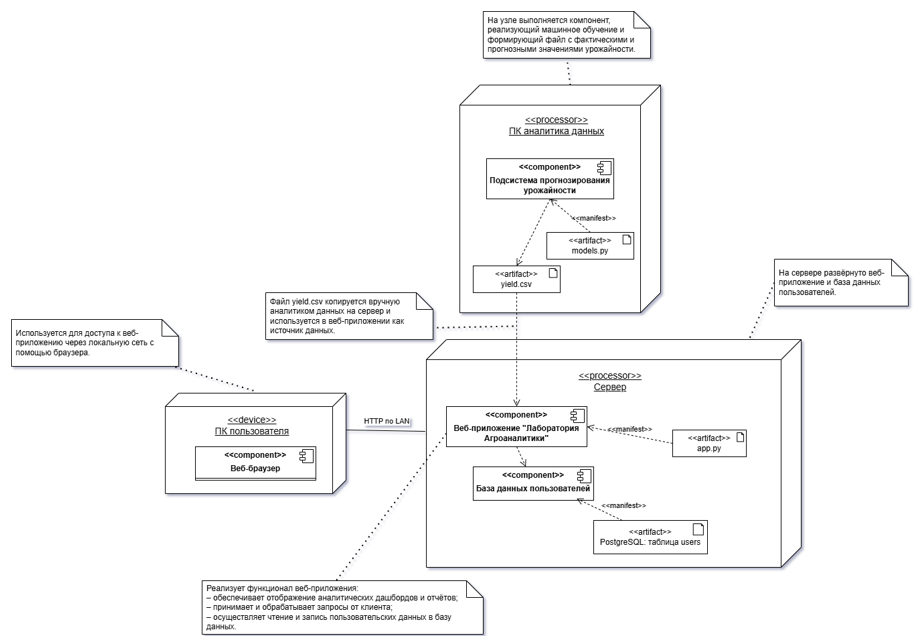 На узле выполняется компонент,
реализующий машинное обучение и
формирующий файл с фактическими и
прогнозными значениями урожайности.
<<processor>>
ПК аналитика данных
<<component>>
Подсистема прогнозирования
урожайности
<<manifest>>
<<artifact>>
models.py
<<artifact>>
yield.csv
На сервере развёрнуто веб-
приложение и база данных
пользователей.
Файл yield.csv копируется вручную
аналитиком данных на сервер и
используется в веб-приложении как
источник данных.
Используется для доступа к веб-
приложению через локальную сеть с
помощью браузера.
<<processor>>
Сервер
<<device>>
ПК пользователя
<<component>>
Веб-браузер
HTTP по LAN
<<component>>
Веб-приложение "Лаборатория
Агроаналитики"
<<manifest>>
<<artifact>>
app.py
<<component>>
База данных пользователей
<<manifest>>
<<artifact>>
PostgreSQL: таблица users
Реализует функционал веб-приложения:
– обеспечивает отображение аналитических дашбордов и отчётов;
– принимает и обрабатывает запросы от клиента;
– осуществляет чтение и запись пользовательских данных в базу
данных.